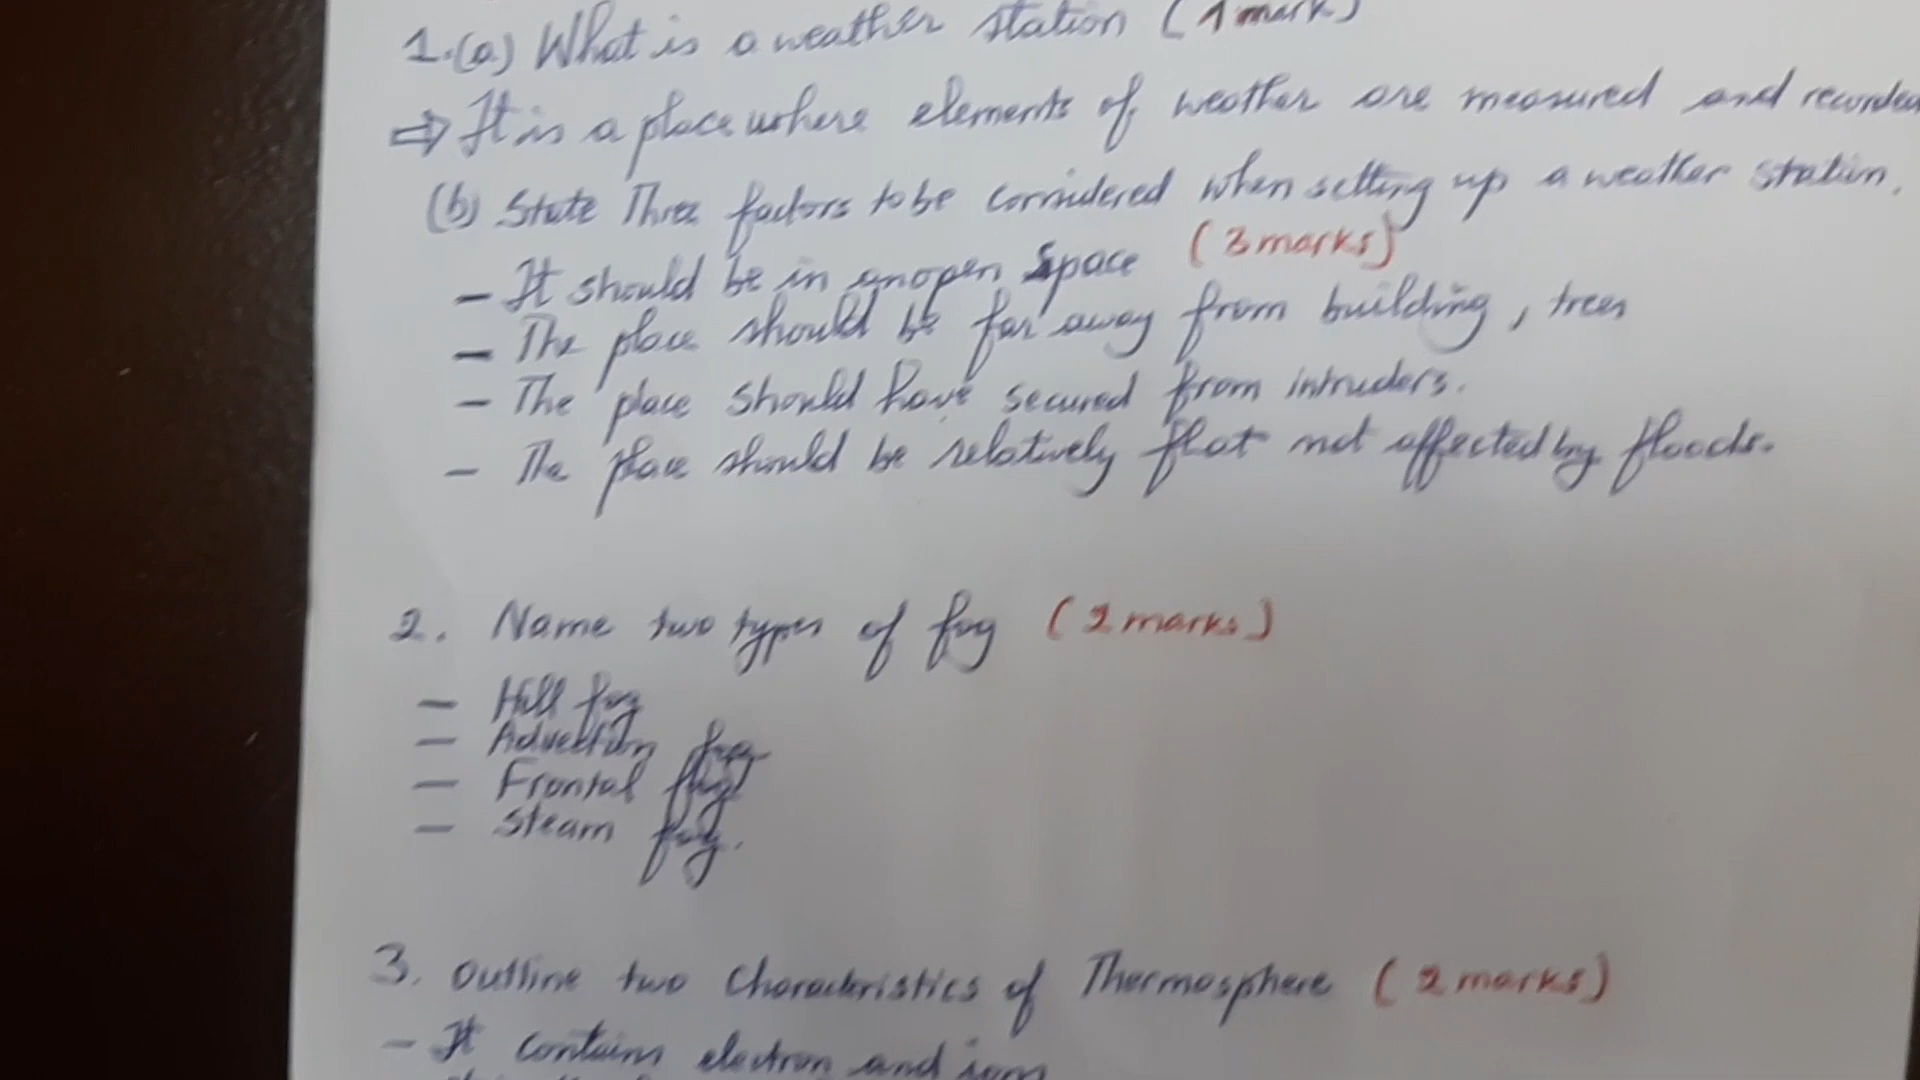 1.(a) What is a weather station (1 mark)
⇒ It is a place where elements of weather are measured and recorded
(b) State Three factors to be considered when setting up a weather station.
(3 marks)
- It should be in an open space
- The place should be far away from building, trees
- The place should have secured from intruders.
- The place should be relatively flat not affected by floods.
2. Name two types of fog (2 marks)
- Hill fog
- Advection fog
- Frontal fog
- Steam fog.
3. Outline two characteristics of Thermosphere (2 marks)
- It contains electron and ions